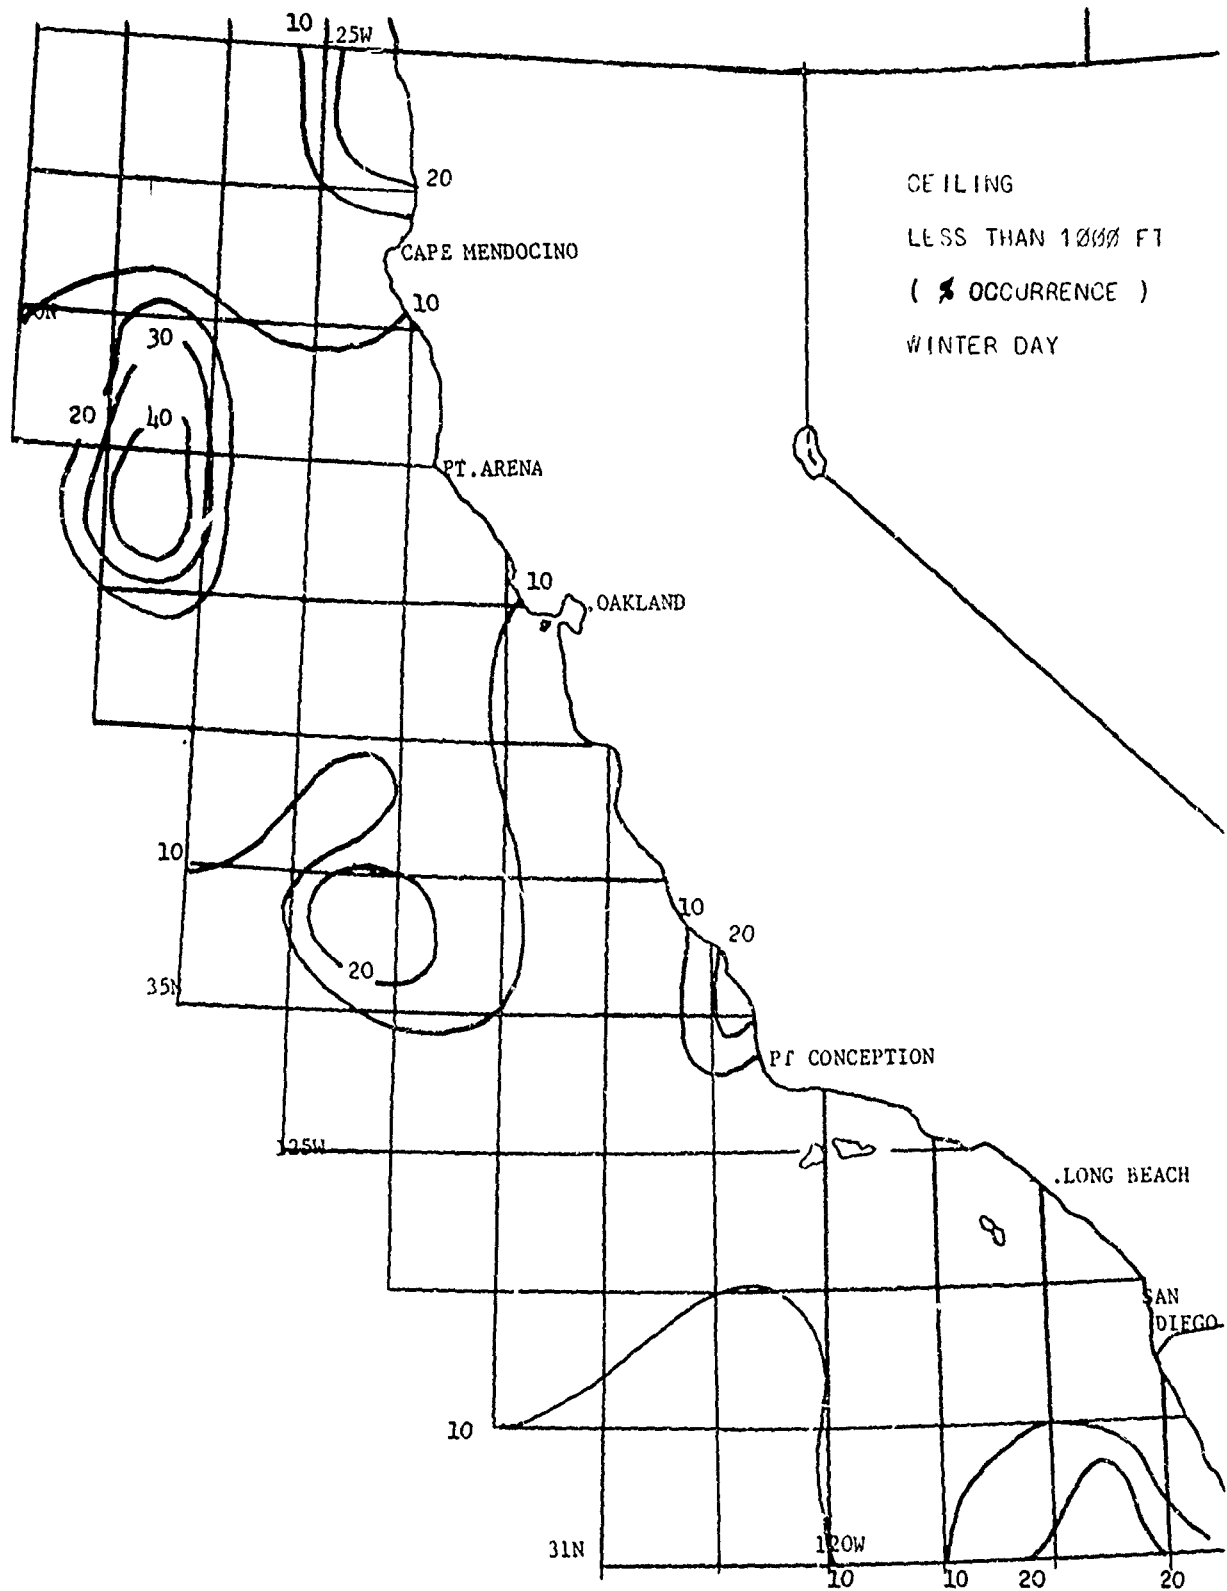 10
125W
20
CEILING
LESS THAN 1000 FT
( % OCCURRENCE )
WINTER DAY
CAPE MENDOCINO
10
30
20
40
PT.ARENA
10
.OAKLAND
10
10
20
20
35N
PT CONCEPTION
125W
.LONG BEACH
SAN
DIEGO
10
31N
120W
10
10
20
20